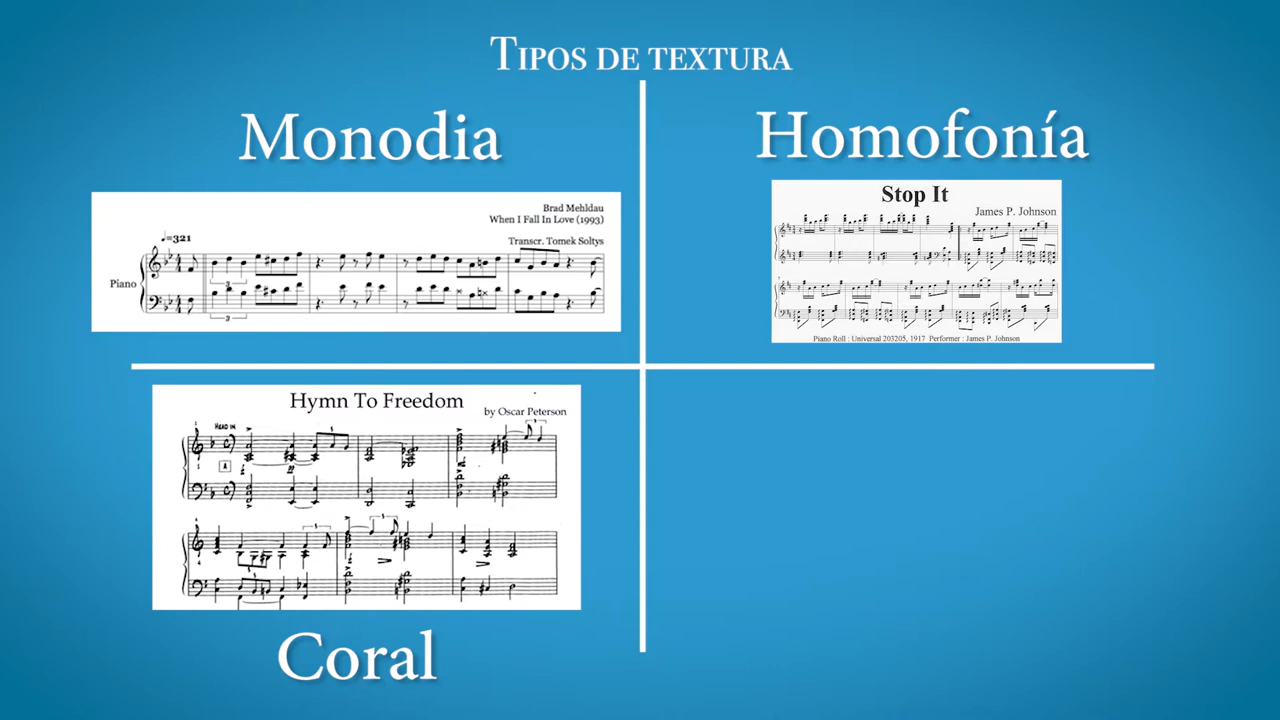 TIPOS DE TEXTURA
Monodia
Brad Mehldau
When I Fall In Love (1993)
Transcr. Tomek Soltys
♩=321
Piano
3
3
Homofonía
Stop It
James P. Johnson
Piano Roll : Universal 203205, 1917 Performer : James P. Johnson
Hymn To Freedom
by Oscar Peterson
HEAD IN
A
Coral